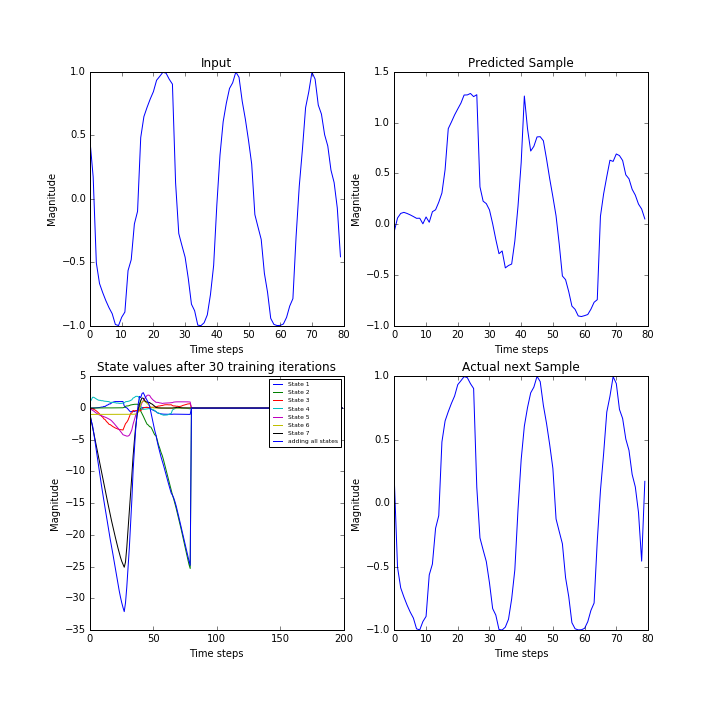 Input
1.0
0.5
0.0
−0.5
−1.0
Magnitude
0 10 20 30 40 50 60 70 80
Time steps
Predicted Sample
1.5
1.0
0.5
0.0
−0.5
−1.0
Magnitude
0 10 20 30 40 50 60 70 80
Time steps
State values after 30 training iterations
5
0
−5
−10
−15
−20
−25
−30
−35
Magnitude
0 50 100 150 200
Time steps
State 1
State 2
State 3
State 4
State 5
State 6
State 7
adding all states
Actual next Sample
1.0
0.5
0.0
−0.5
−1.0
Magnitude
0 10 20 30 40 50 60 70 80
Time steps